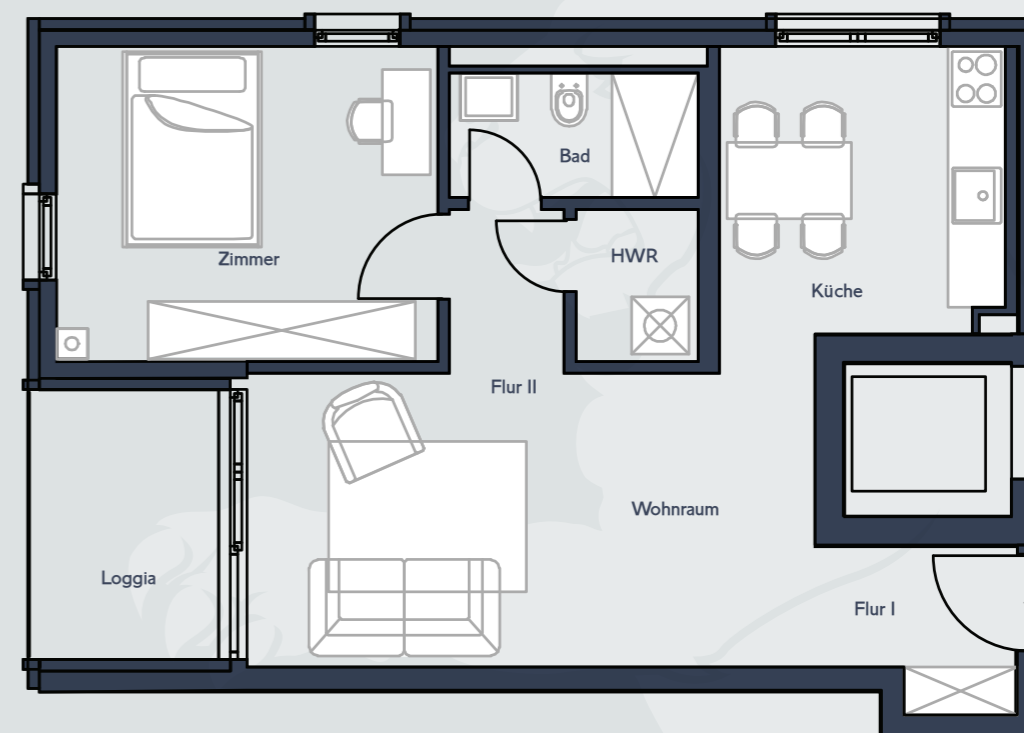 Bad
Zimmer
HWR
Küche
Flur II
Wohnraum
Loggia
Flur I